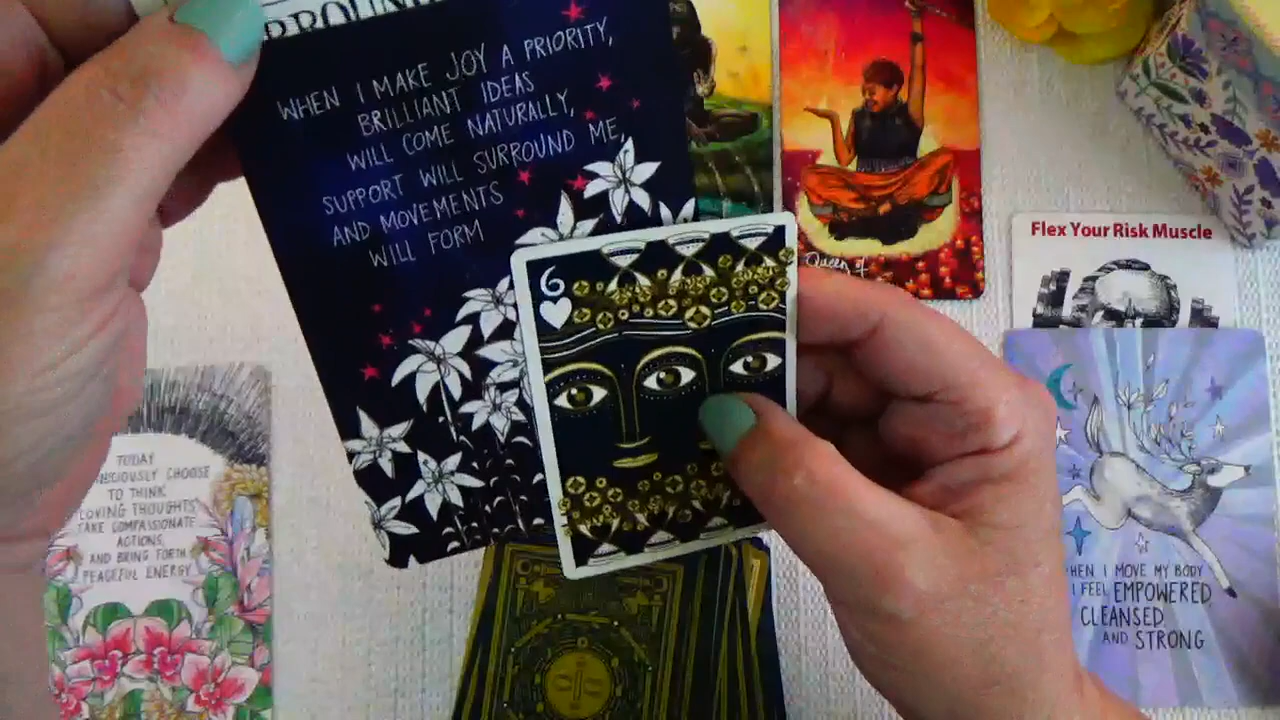 WHEN I MAKE JOY A PRIORITY,
BRILLIANT IDEAS
WILL COME NATURALLY,
SUPPORT WILL SURROUND ME,
AND MOVEMENTS
WILL FORM
6
Queen of
Flex Your Risk Muscle
TODAY
CHOOSE
TO THINK
LOVING THOUGHTS,
TAKE COMPASSIONATE
ACTIONS,
AND BRING FORTH
PEACEFUL ENERGY
WHEN I MOVE MY BODY
I FEEL EMPOWERED,
CLEANSED,
AND STRONG